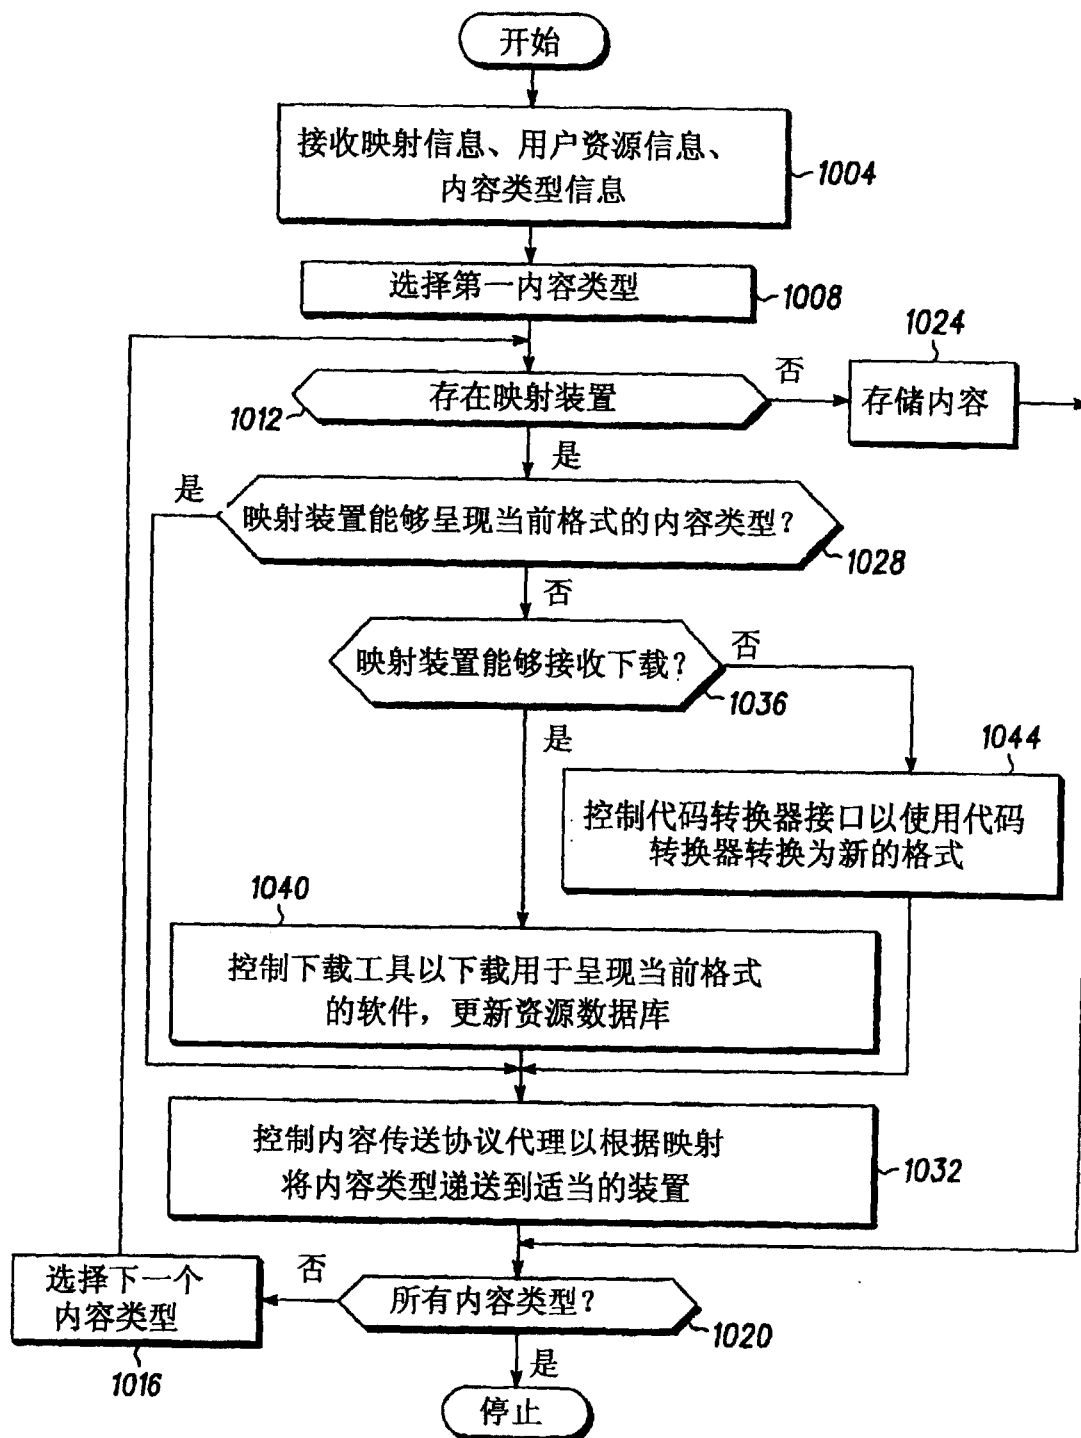 开始
接收映射信息、用户资源信息、
内容类型信息
1004
选择第一内容类型
1008
1024
存在映射装置
否
存储内容
1012
是
是
映射装置能够呈现当前格式的内容类型？
1028
否
映射装置能够接收下载？
否
1036
是
1044
控制代码转换器接口以使用代码
转换器转换为新的格式
1040
控制下载工具以下载用于呈现当前格式
的软件，更新资源数据库
控制内容传送协议代理以根据映射
将内容类型递送到适当的装置
1032
选择下一个
内容类型
否
所有内容类型？
1020
1016
是
停止